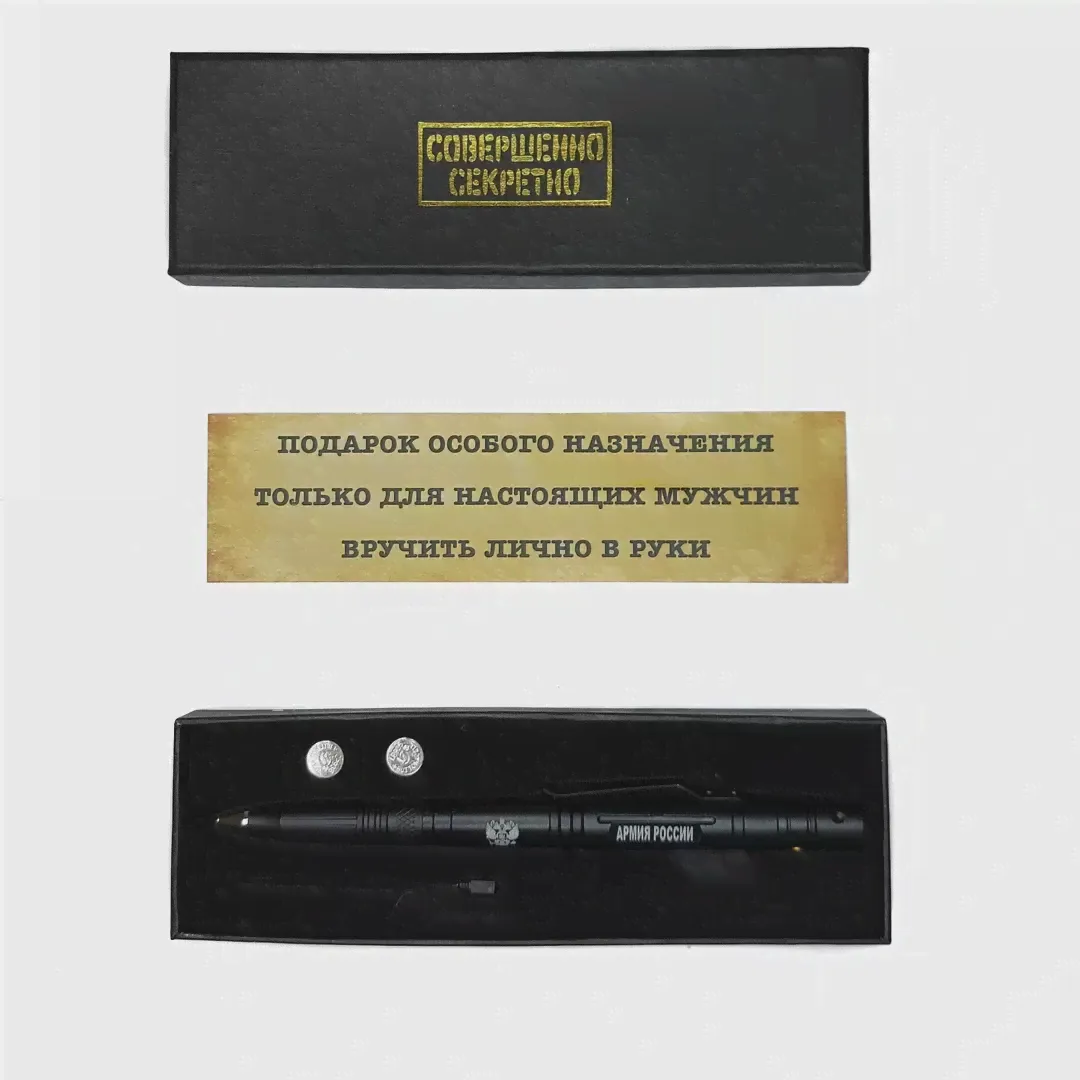 СОВЕРШЕННО
СЕКРЕТНО
ПОДАРОК ОСОБОГО НАЗНАЧЕНИЯ
ТОЛЬКО ДЛЯ НАСТОЯЩИХ МУЖЧИН
ВРУЧИТЬ ЛИЧНО В РУКИ
АРМИЯ РОССИИ